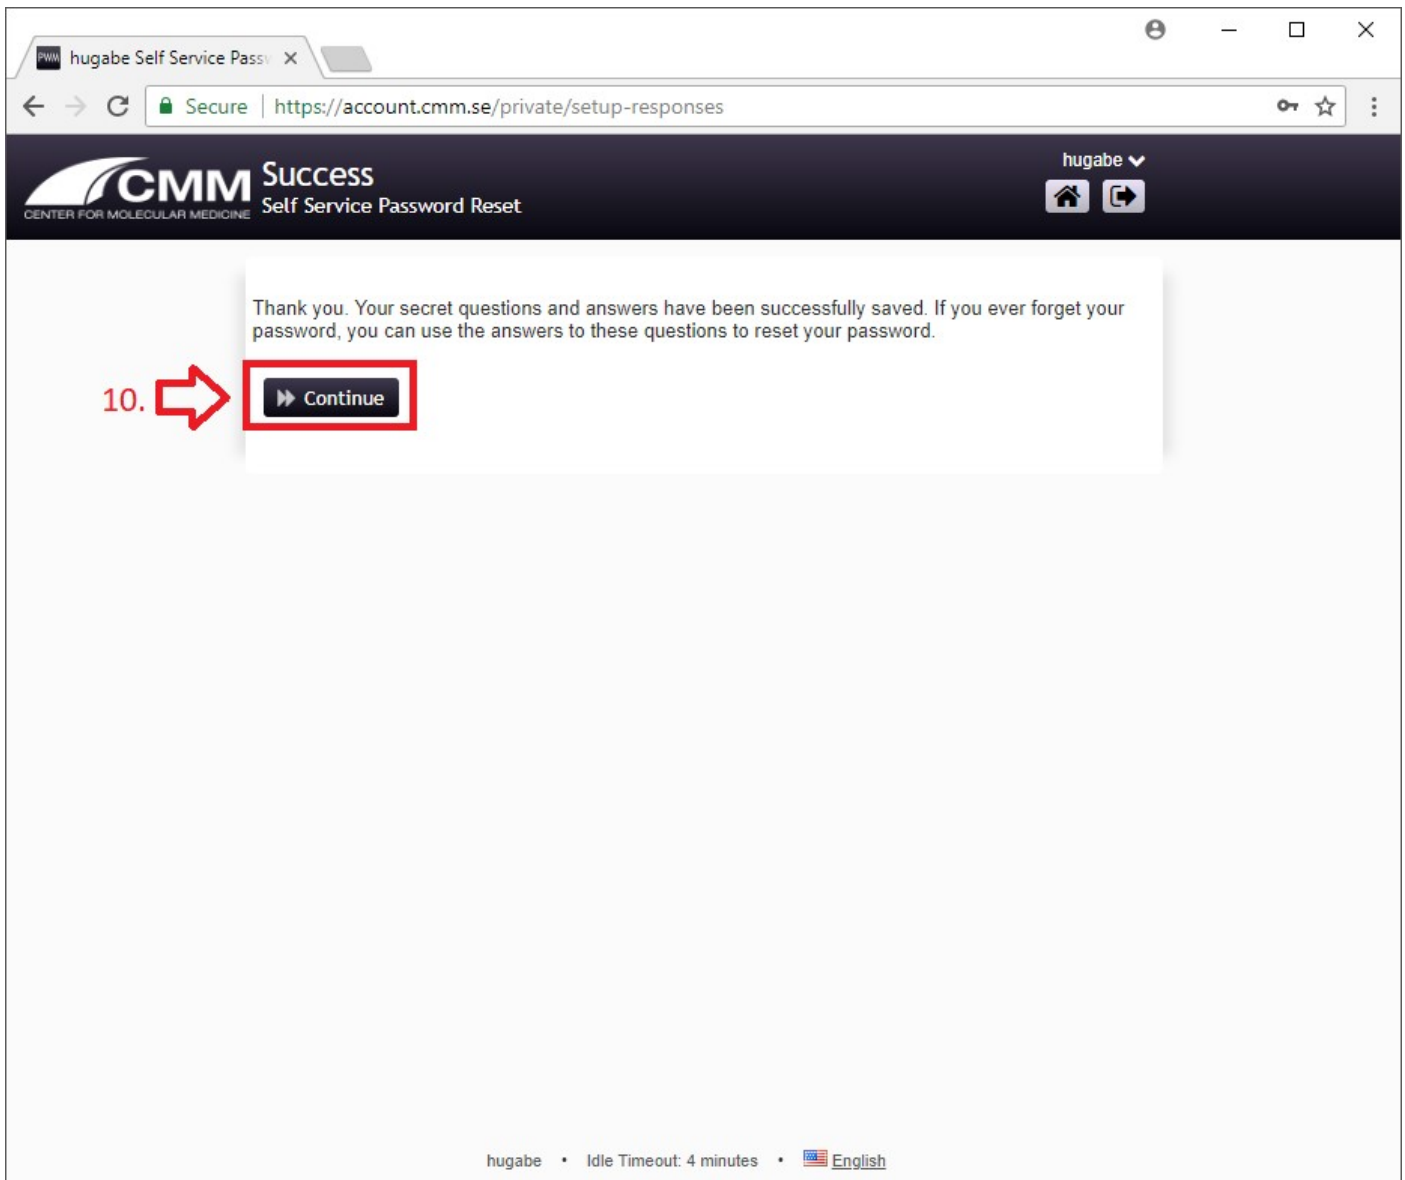 PWM hugabe Self Service Passw
Secure | https://account.cmm.se/private/setup-responses
CMM
CENTER FOR MOLECULAR MEDICINE
Success
Self Service Password Reset
hugabe
Thank you. Your secret questions and answers have been successfully saved. If you ever forget your
password, you can use the answers to these questions to reset your password.
10.
Continue
hugabe • Idle Timeout: 4 minutes • English